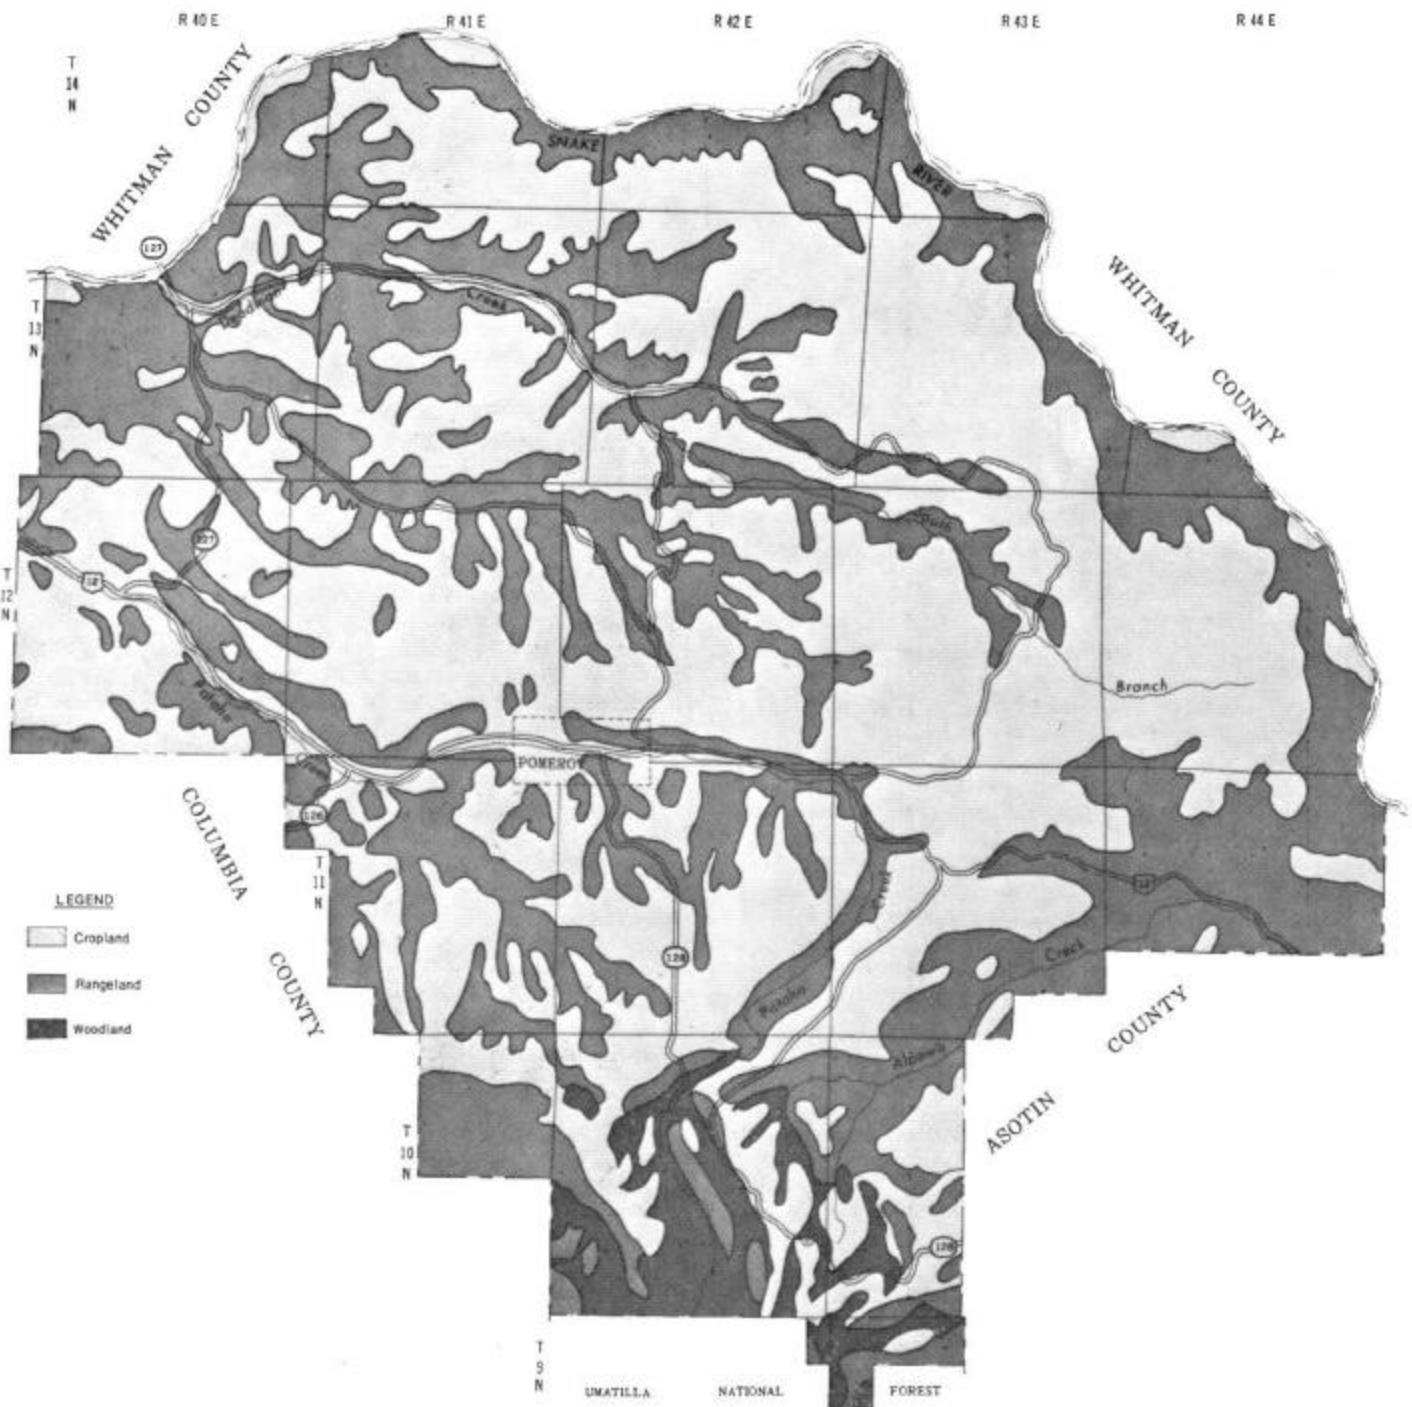 R 40 E R 41 E R 42 E R 43 E R 44 E
T
14
N
WHITMAN COUNTY
SNAKE
RIVER
127
WHITMAN COUNTY
T
13
N
Creek
South
127
12
T
12
N
Pataha
Branch
POMEROY
Creek
126
COLUMBIA COUNTY
T
11
N
12
LEGEND
Cropland
Rangeland
Woodland
Creek
128
Creek
Pataha
Alpowa
ASOTIN COUNTY
T
10
N
128
T
9
N
UMATILLA NATIONAL FOREST